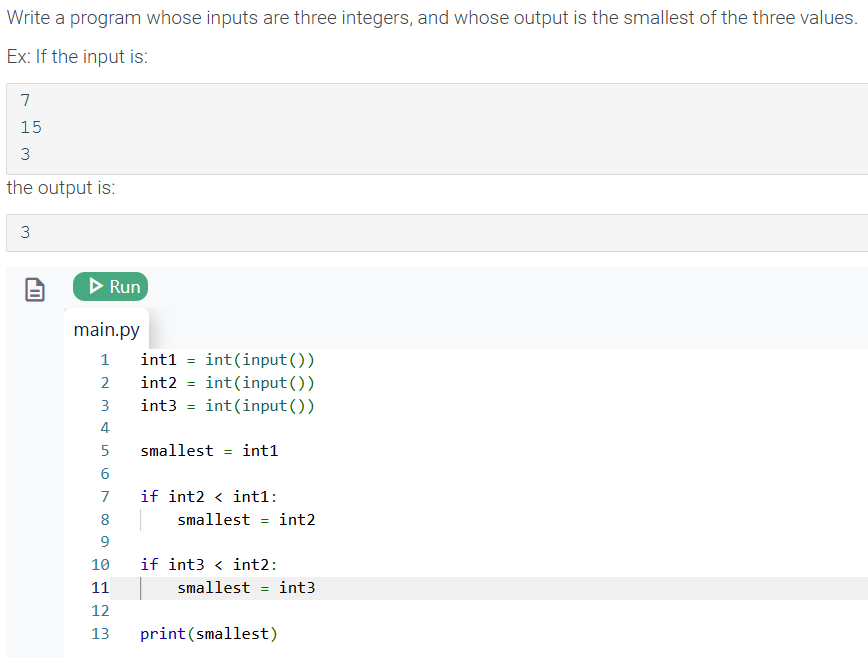 Write a program whose inputs are three integers, and whose output is the smallest of the three values.
Ex: If the input is:
7
15
3
the output is:
3
Run
main.py
1 int1 = int(input())
2 int2 = int(input())
3 int3 = int(input())
4
5 smallest = int1
6
7 if int2 < int1:
8     smallest = int2
9
10 if int3 < int2:
11     smallest = int3
12
13 print(smallest)